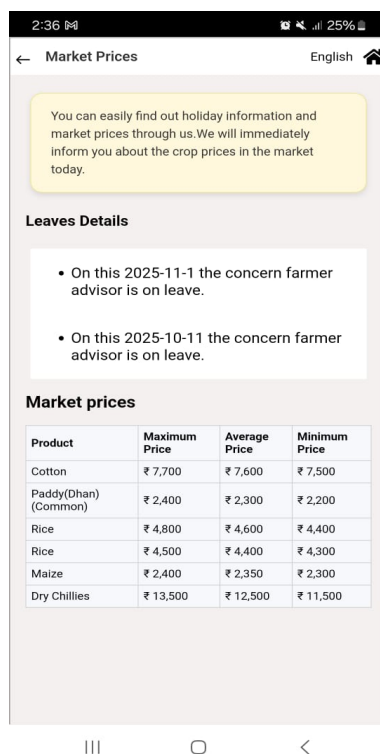 2:36 25%
Market Prices English
You can easily find out holiday information and
market prices through us.We will immediately
inform you about the crop prices in the market
today.
Leaves Details
• On this 2025-11-1 the concern farmer
advisor is on leave.
• On this 2025-10-11 the concern farmer
advisor is on leave.
Market prices
Product Maximum Price Average Price Minimum Price
Cotton ₹ 7,700 ₹ 7,600 ₹ 7,500
Paddy(Dhan)(Common) ₹ 2,400 ₹ 2,300 ₹ 2,200
Rice ₹ 4,800 ₹ 4,600 ₹ 4,400
Rice ₹ 4,500 ₹ 4,400 ₹ 4,300
Maize ₹ 2,400 ₹ 2,350 ₹ 2,300
Dry Chillies ₹ 13,500 ₹ 12,500 ₹ 11,500